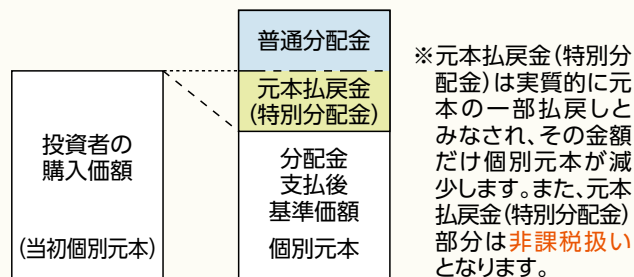 投資者の
購入価額
(当初個別元本)
普通分配金
元本払戻金
(特別分配金)
分配金
支払後
基準価額
個別元本
※元本払戻金(特別分
配金)は実質的に元
本の一部払戻しと
みなされ、その金額
だけ個別元本が減
少します。また、元本
払戻金(特別分配金)
部分は非課税扱い
となります。